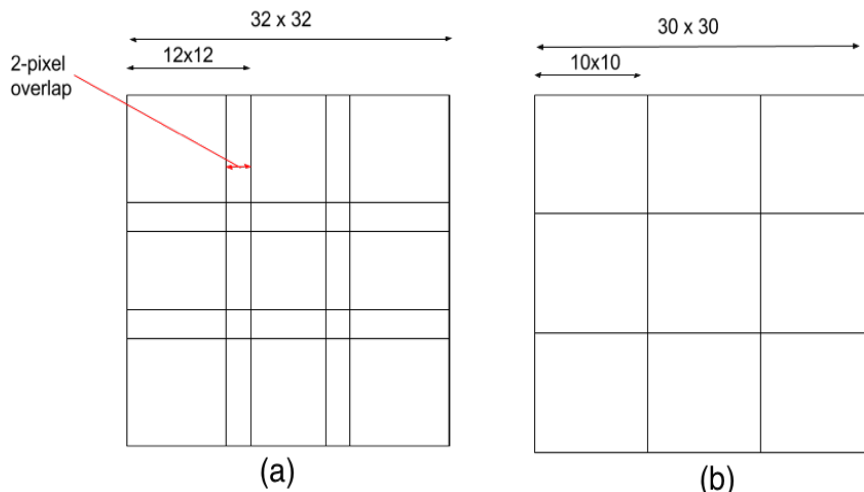 32 x 32
12x12
2-pixel
overlap
30 x 30
10x10
(a)
(b)